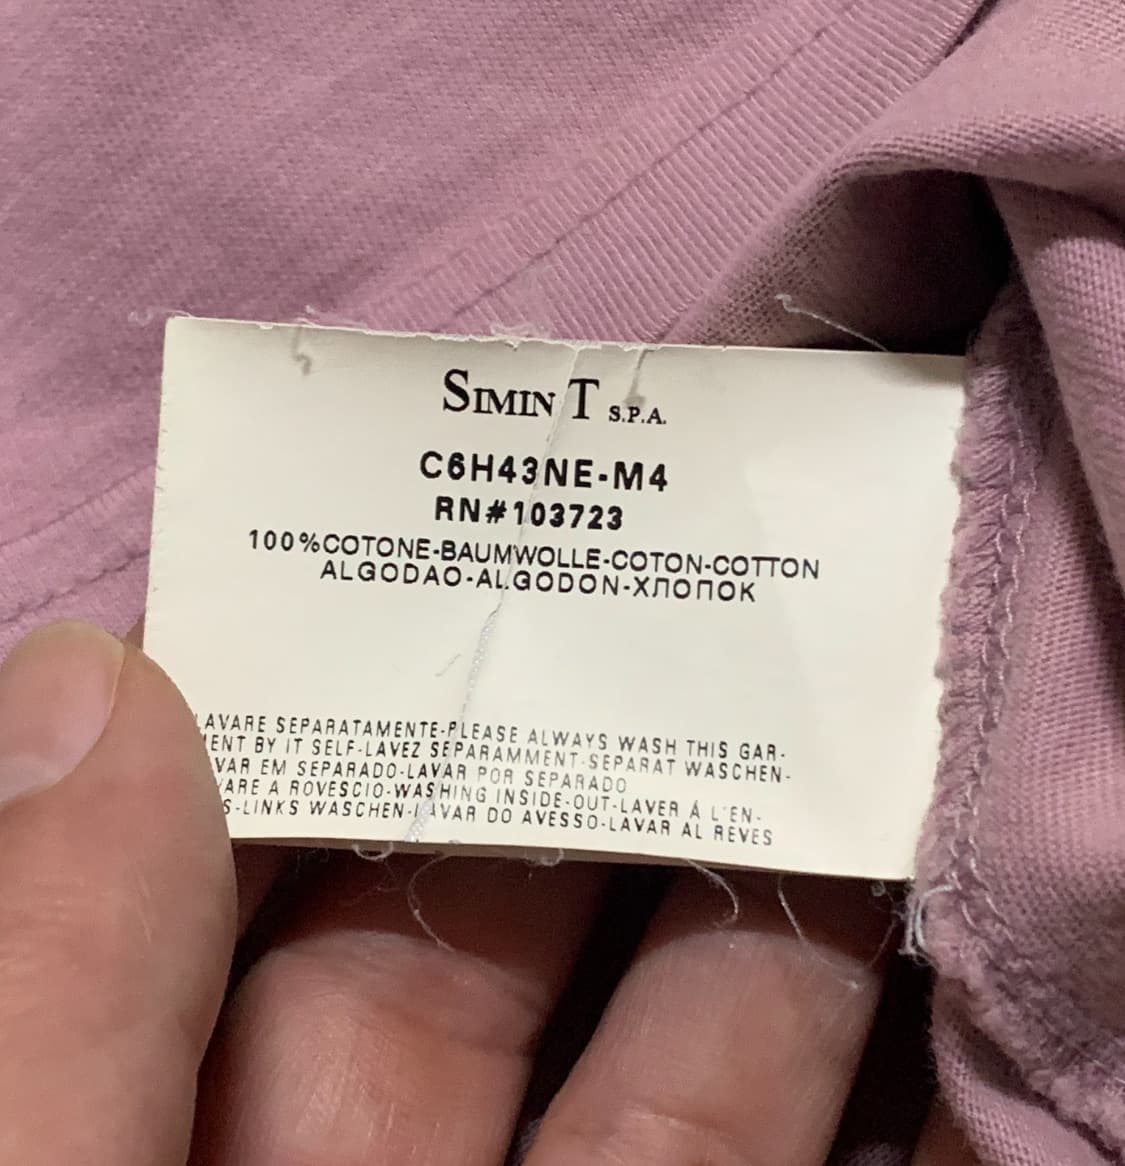 SIMIN T S.P.A.
C6H43NE-M4
RN#103723
100%COTONE-BAUMWOLLE-COTON-COTTON
ALGODAO-ALGODON-ХЛОПОК
LAVARE SEPARATAMENTE-PLEASE ALWAYS WASH THIS GAR-
ENT BY IT SELF-LAVEZ SEPARAMMENT-SEPARAT WASCHEN-
VAR EM SEPARADO-LAVAR POR SEPARADO
ARE A ROVESCIO-WASHING INSIDE-OUT-LAVER Á L'EN-
S-LINKS WASCHEN-LAVAR DO AVESSO-LAVAR AL REVES